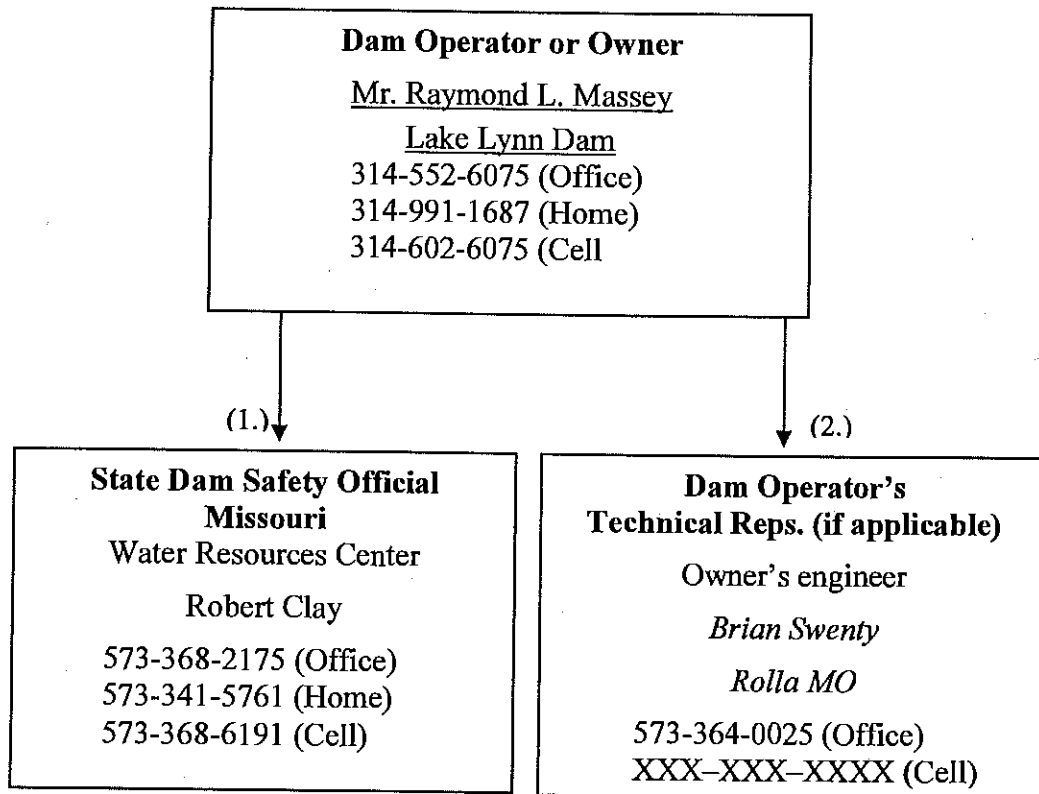 Dam Operator or Owner
Mr. Raymond L. Massey
Lake Lynn Dam
314-552-6075 (Office)
314-991-1687 (Home)
314-602-6075 (Cell
(1.)
(2.)
State Dam Safety Official
Missouri
Water Resources Center
Robert Clay
573-368-2175 (Office)
573-341-5761 (Home)
573-368-6191 (Cell)
Dam Operator's
Technical Reps. (if applicable)
Owner's engineer
Brian Swenty
Rolla MO
573-364-0025 (Office)
XXX–XXX–XXXX (Cell)